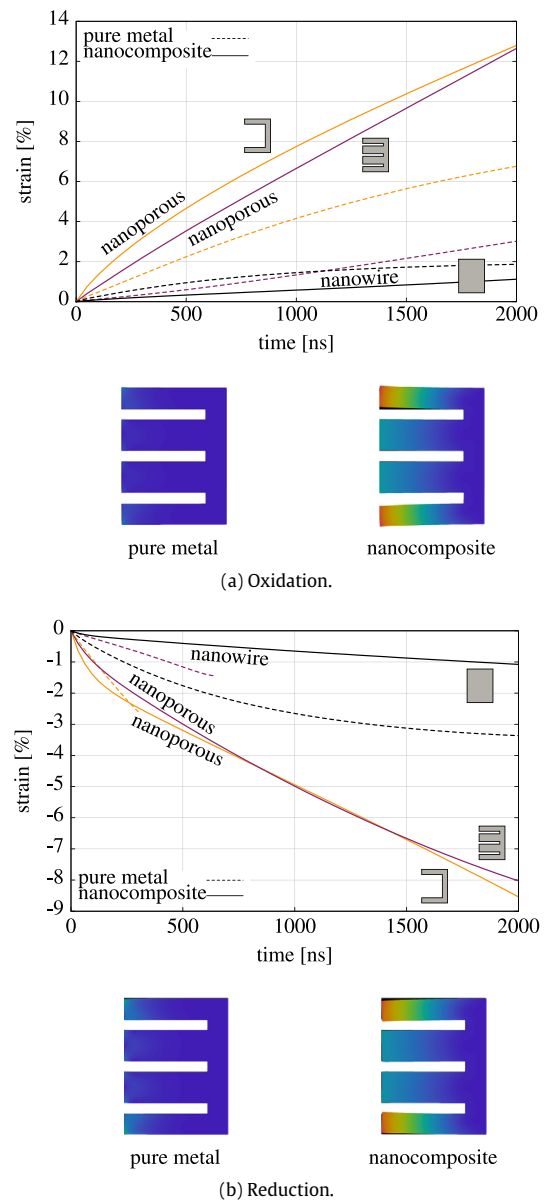 14
12
10
8
6
4
2
0
strain [%]
pure metal
nanocomposite
nanoporous
nanoporous
nanowire
0
500
1000
1500
2000
time [ns]
pure metal
nanocomposite
(a) Oxidation.
0
-1
-2
-3
-4
-5
-6
-7
-8
-9
strain [%]
nanowire
nanoporous
nanoporous
pure metal
nanocomposite
0
500
1000
1500
2000
time [ns]
pure metal
nanocomposite
(b) Reduction.